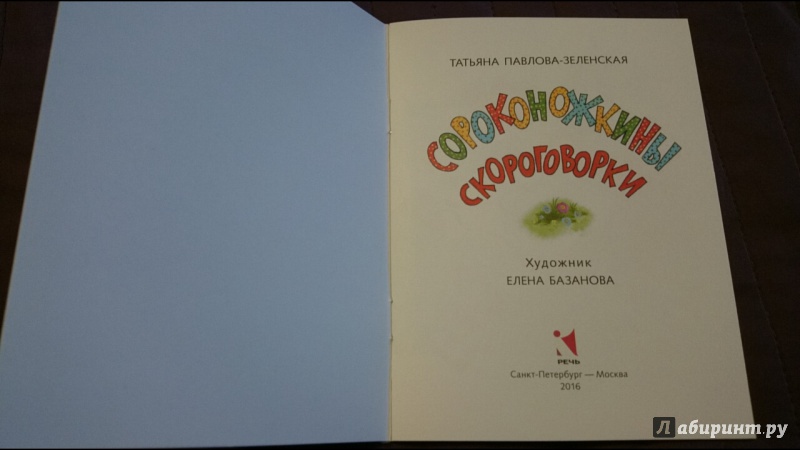 ТАТЬЯНА ПАВЛОВА-ЗЕЛЕНСКАЯ
СОРОКОНОЖКИНЫ
СКОРОГОВОРКИ
Художник
ЕЛЕНА БАЗАНОВА
РЕЧЬ
Санкт-Петербург — Москва
2016
Лабиринт.ру